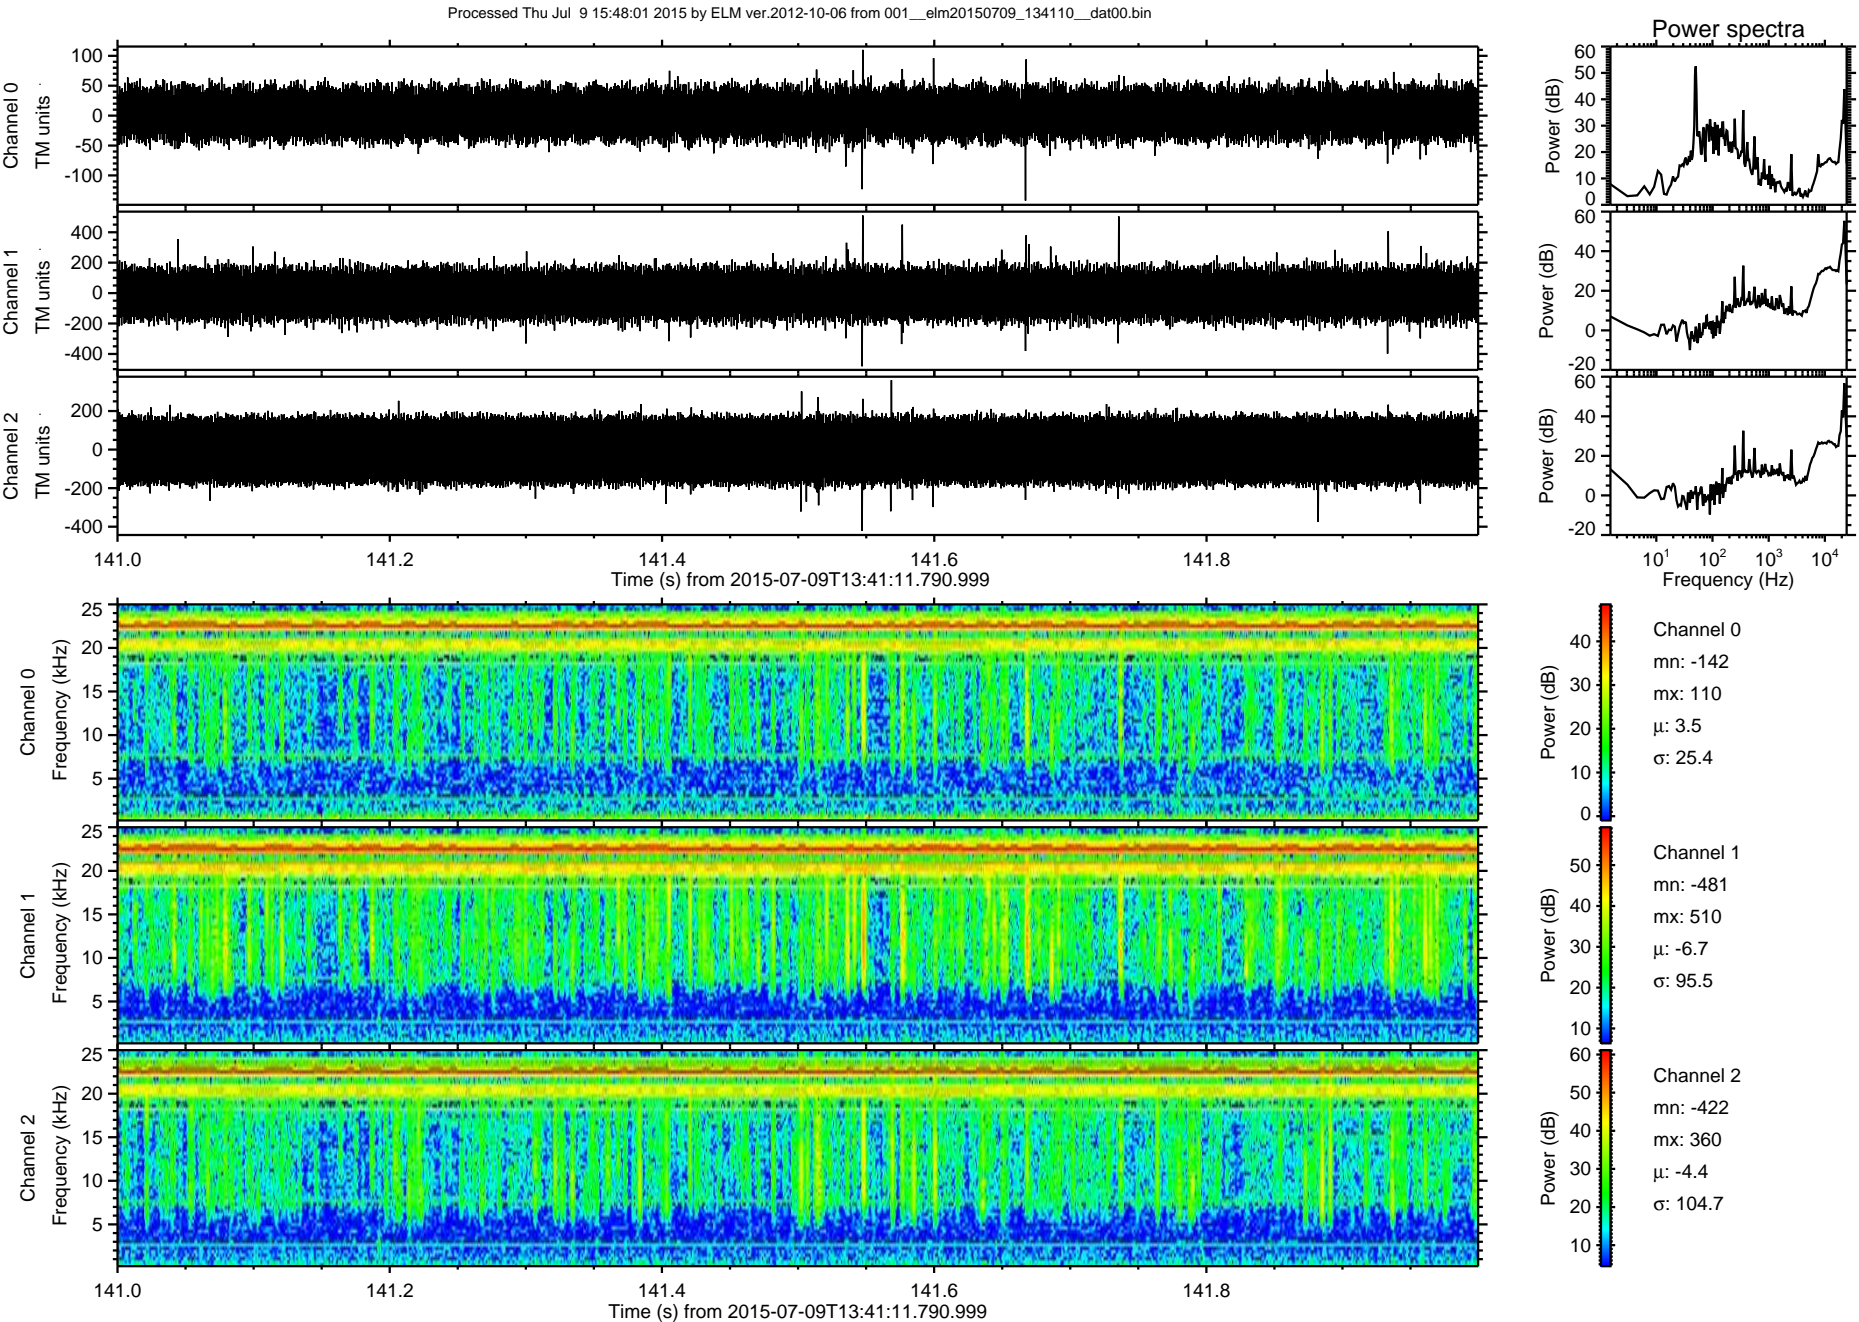 Processed Thu Jul  9 15:48:01 2015 by ELM ver.2012-10-06 from 001__elm20150709_134110__dat00.bin
Power spectra
Channel 0
TM units
100
50
0
-50
-100
Power (dB)
60
50
40
30
20
10
0
Channel 1
TM units
400
200
0
-200
-400
Power (dB)
60
40
20
0
-20
Channel 2
TM units
200
0
-200
-400
Power (dB)
60
40
20
0
-20
141.0 141.2 141.4 141.6 141.8
Time (s) from 2015-07-09T13:41:11.790.999
10¹ 10² 10³ 10⁴
Frequency (Hz)
Channel 0
Frequency (kHz)
25
20
15
10
5
Power (dB)
40
30
20
10
0
Channel 0
mn: -142
mx: 110
μ: 3.5
σ: 25.4
Channel 1
Frequency (kHz)
25
20
15
10
5
Power (dB)
50
40
30
20
10
Channel 1
mn: -481
mx: 510
μ: -6.7
σ: 95.5
Channel 2
Frequency (kHz)
25
20
15
10
5
Power (dB)
60
50
40
30
20
10
Channel 2
mn: -422
mx: 360
μ: -4.4
σ: 104.7
141.0 141.2 141.4 141.6 141.8
Time (s) from 2015-07-09T13:41:11.790.999